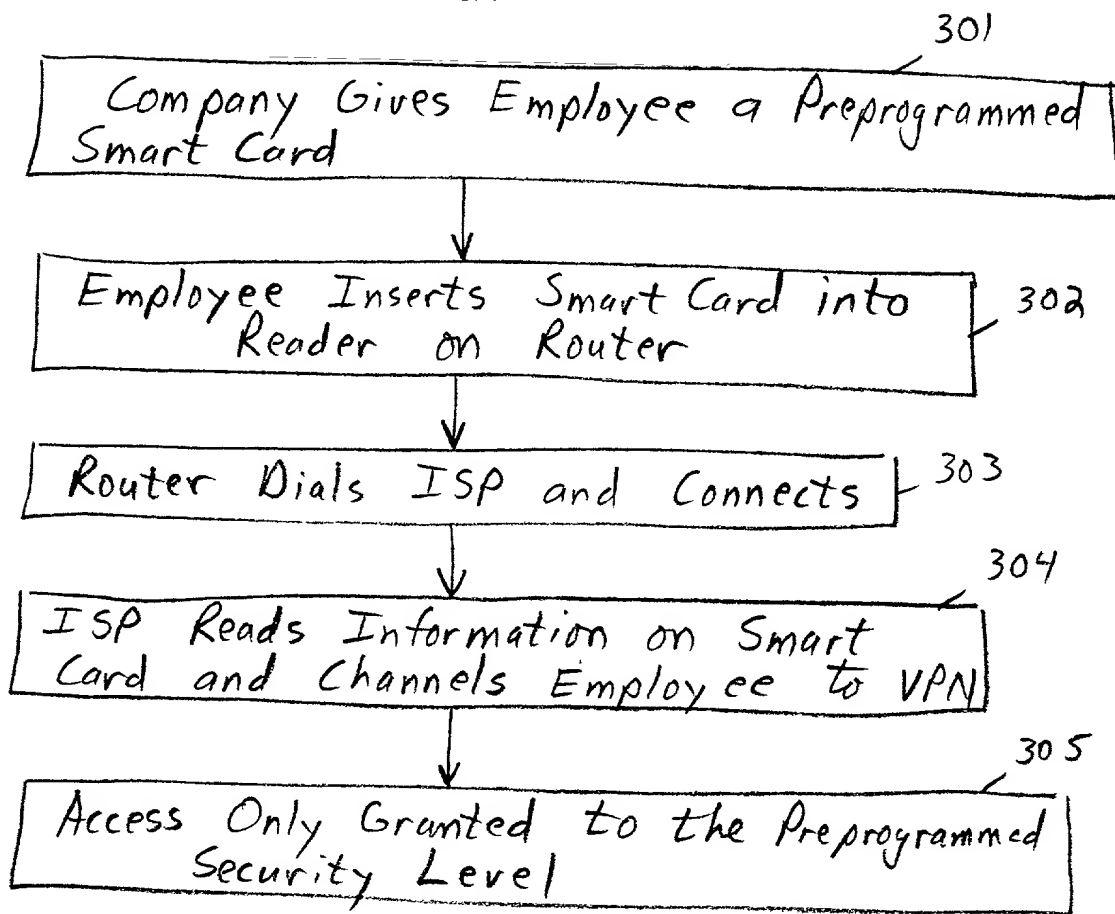 301
Company Gives Employee a Preprogrammed
Smart Card
Employee Inserts Smart Card into
Reader on Router
302
Router Dials ISP and Connects
303
304
ISP Reads Information on Smart
Card and Channels Employee to VPN
305
Access Only Granted to the Preprogrammed
Security Level